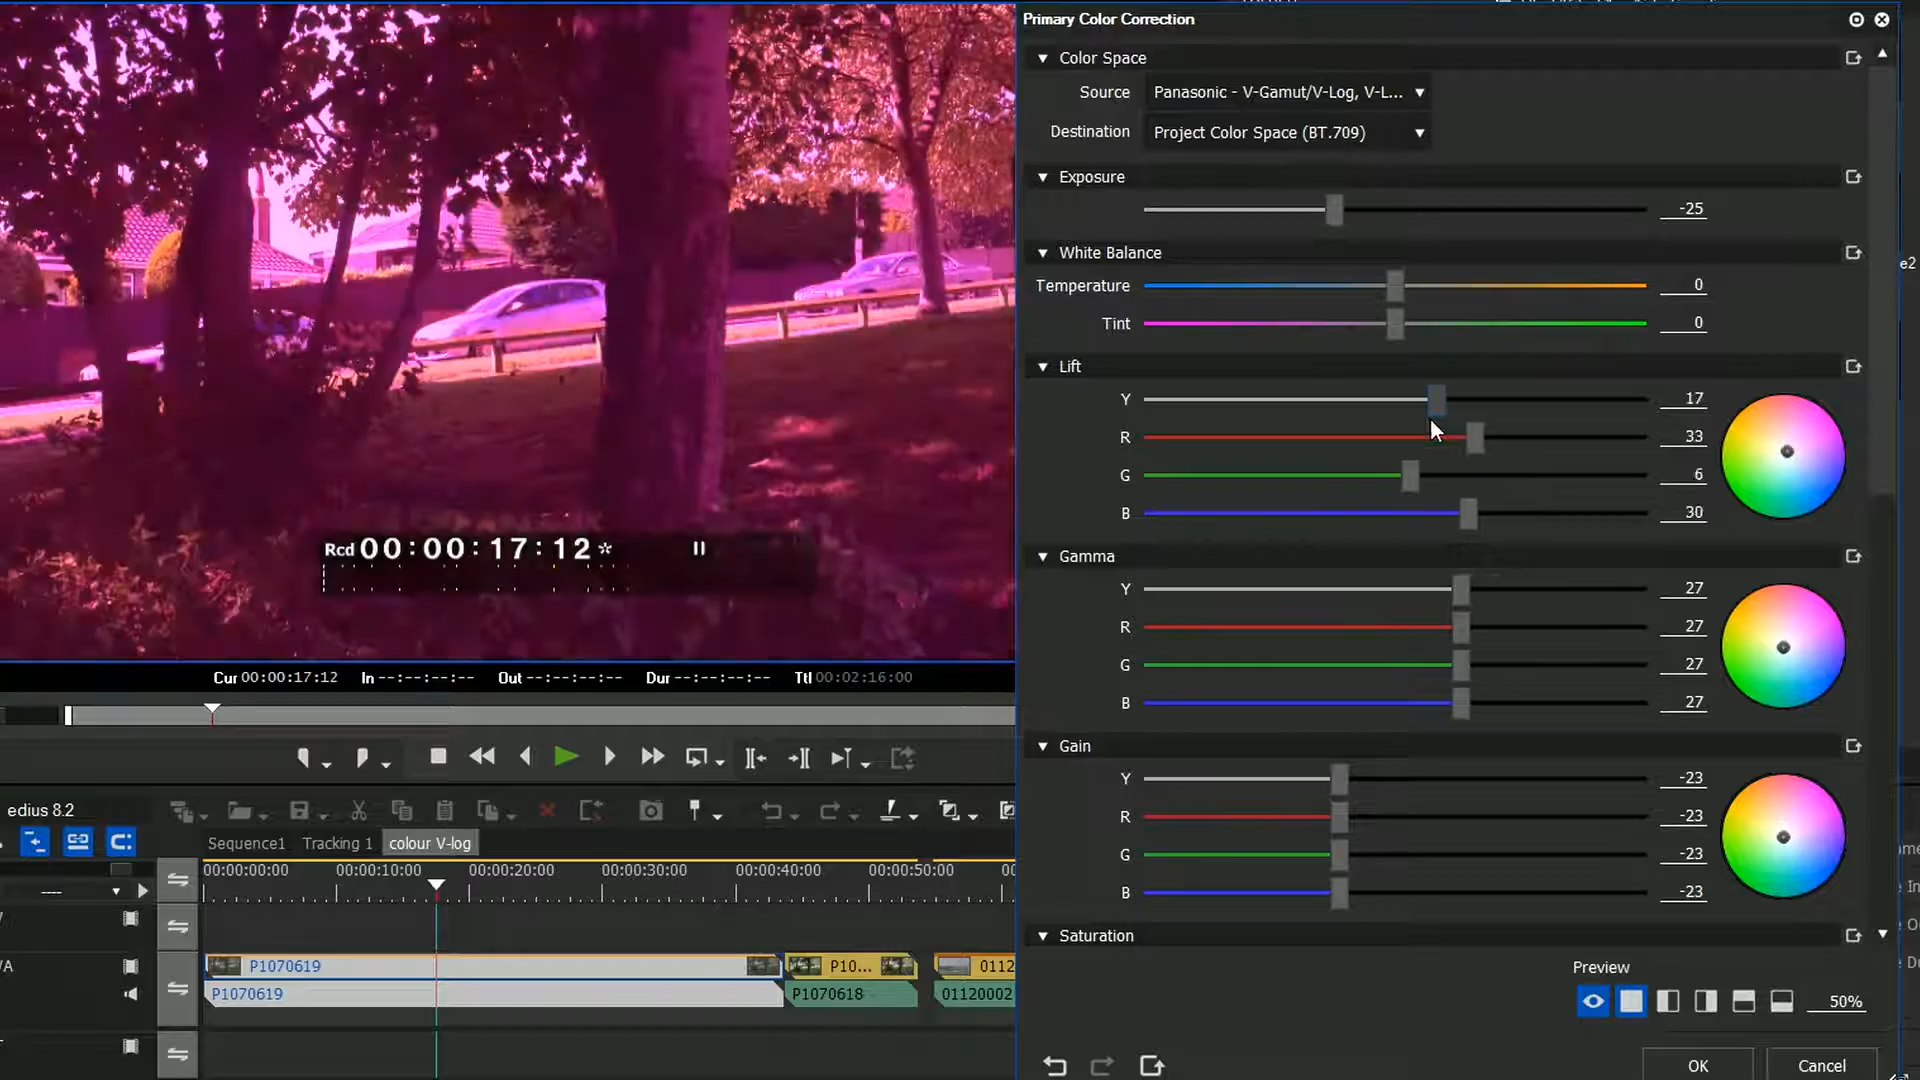 Primary Color Correction
Color Space
Source Panasonic - V-Gamut/V-Log, V-L...
Destination Project Color Space (BT.709)
Exposure
-25
White Balance
Temperature 0
Tint 0
Lift
Y 17
R 33
G 6
B 30
Gamma
Y 27
R 27
G 27
B 27
Gain
Y -23
R -23
G -23
B -23
Saturation
Preview
50%
OK Cancel
Rcd 00:00:17:12 *
Cur 00:00:17:12 In --:--:--:-- Out --:--:--:-- Dur --:--:--:-- Ttl 00:02:16:00
edius 8.2
Sequence1 Tracking 1 colour V-log
00:00:00:00 00:00:10:00 00:00:20:00 00:00:30:00 00:00:40:00 00:00:50:00
P1070619 P10... 0112
P1070619 P1070618 01120002
e2